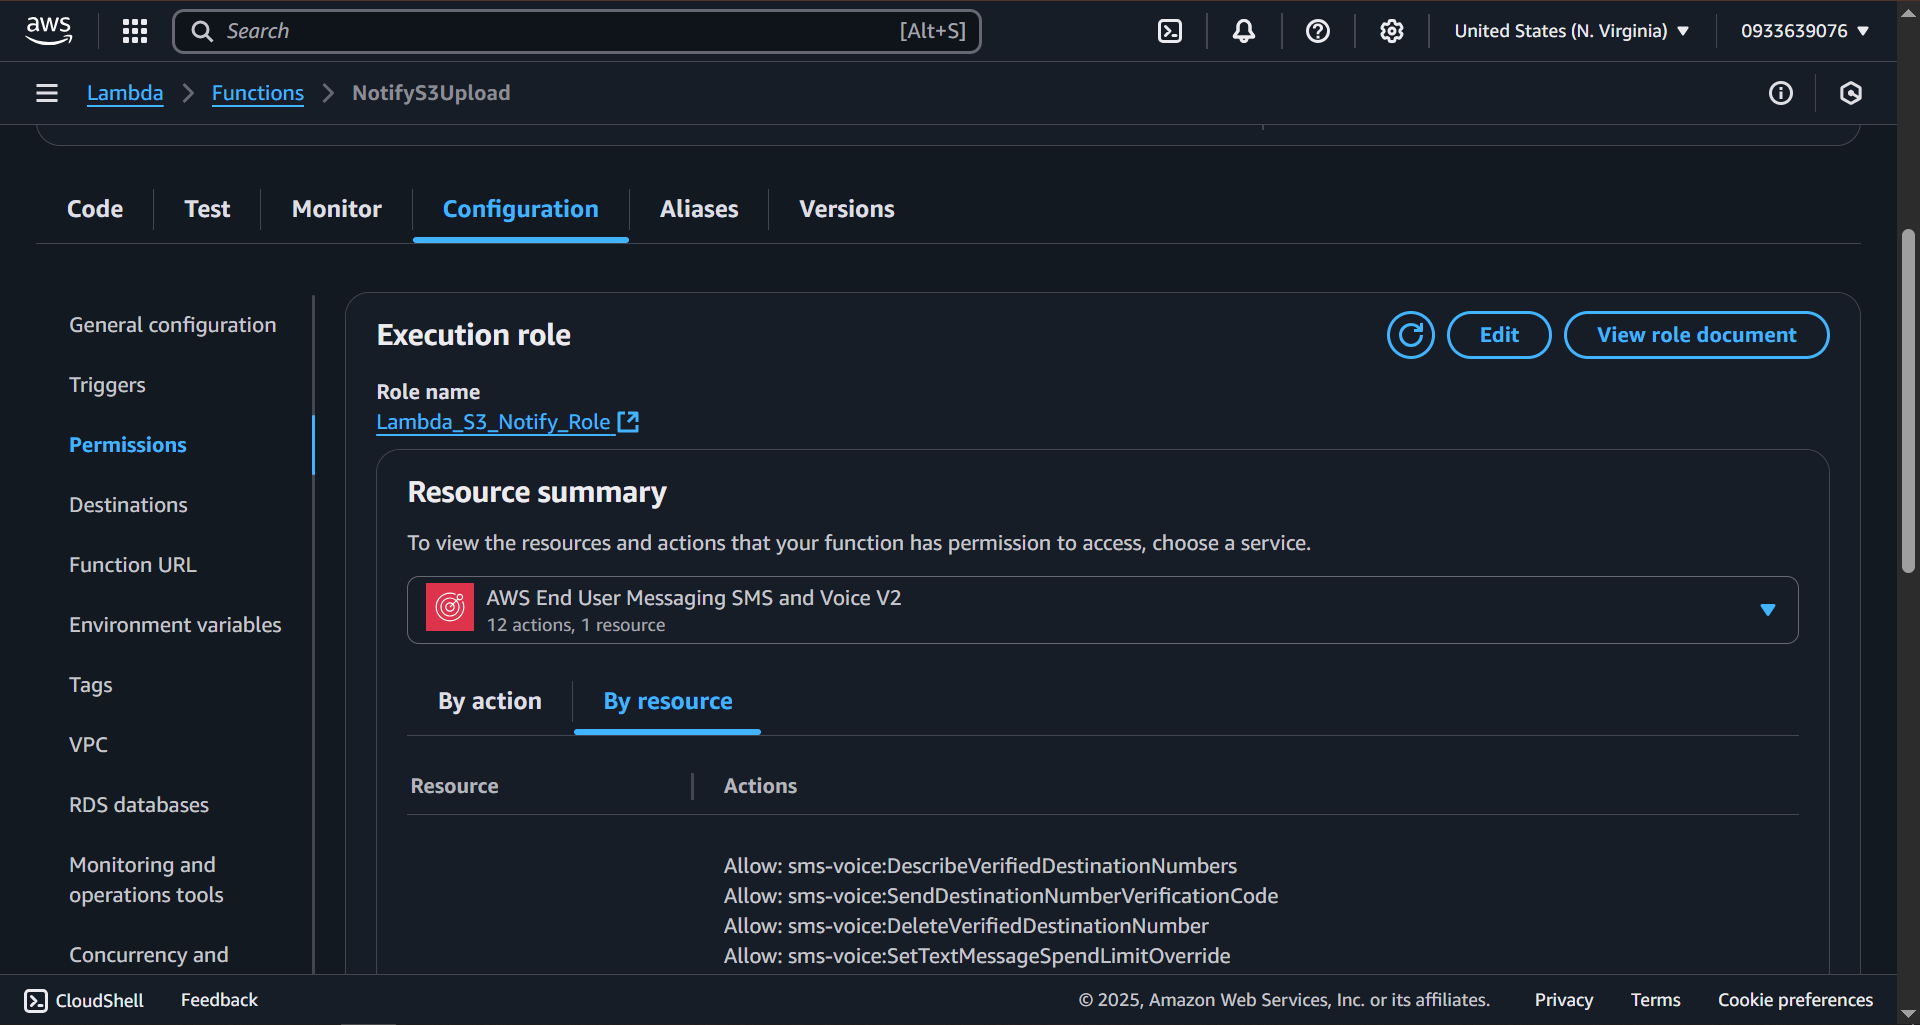 aws
Search
[Alt+S]
United States (N. Virginia)
0933639076
Lambda
Functions
NotifyS3Upload
Code
Test
Monitor
Configuration
Aliases
Versions
General configuration
Triggers
Permissions
Destinations
Function URL
Environment variables
Tags
VPC
RDS databases
Monitoring and
operations tools
Concurrency and
Execution role
Edit
View role document
Role name
Lambda_S3_Notify_Role
Resource summary
To view the resources and actions that your function has permission to access, choose a service.
AWS End User Messaging SMS and Voice V2
12 actions, 1 resource
By action
By resource
Resource
Actions
Allow: sms-voice:DescribeVerifiedDestinationNumbers
Allow: sms-voice:SendDestinationNumberVerificationCode
Allow: sms-voice:DeleteVerifiedDestinationNumber
Allow: sms-voice:SetTextMessageSpendLimitOverride
CloudShell
Feedback
© 2025, Amazon Web Services, Inc. or its affiliates.
Privacy
Terms
Cookie preferences